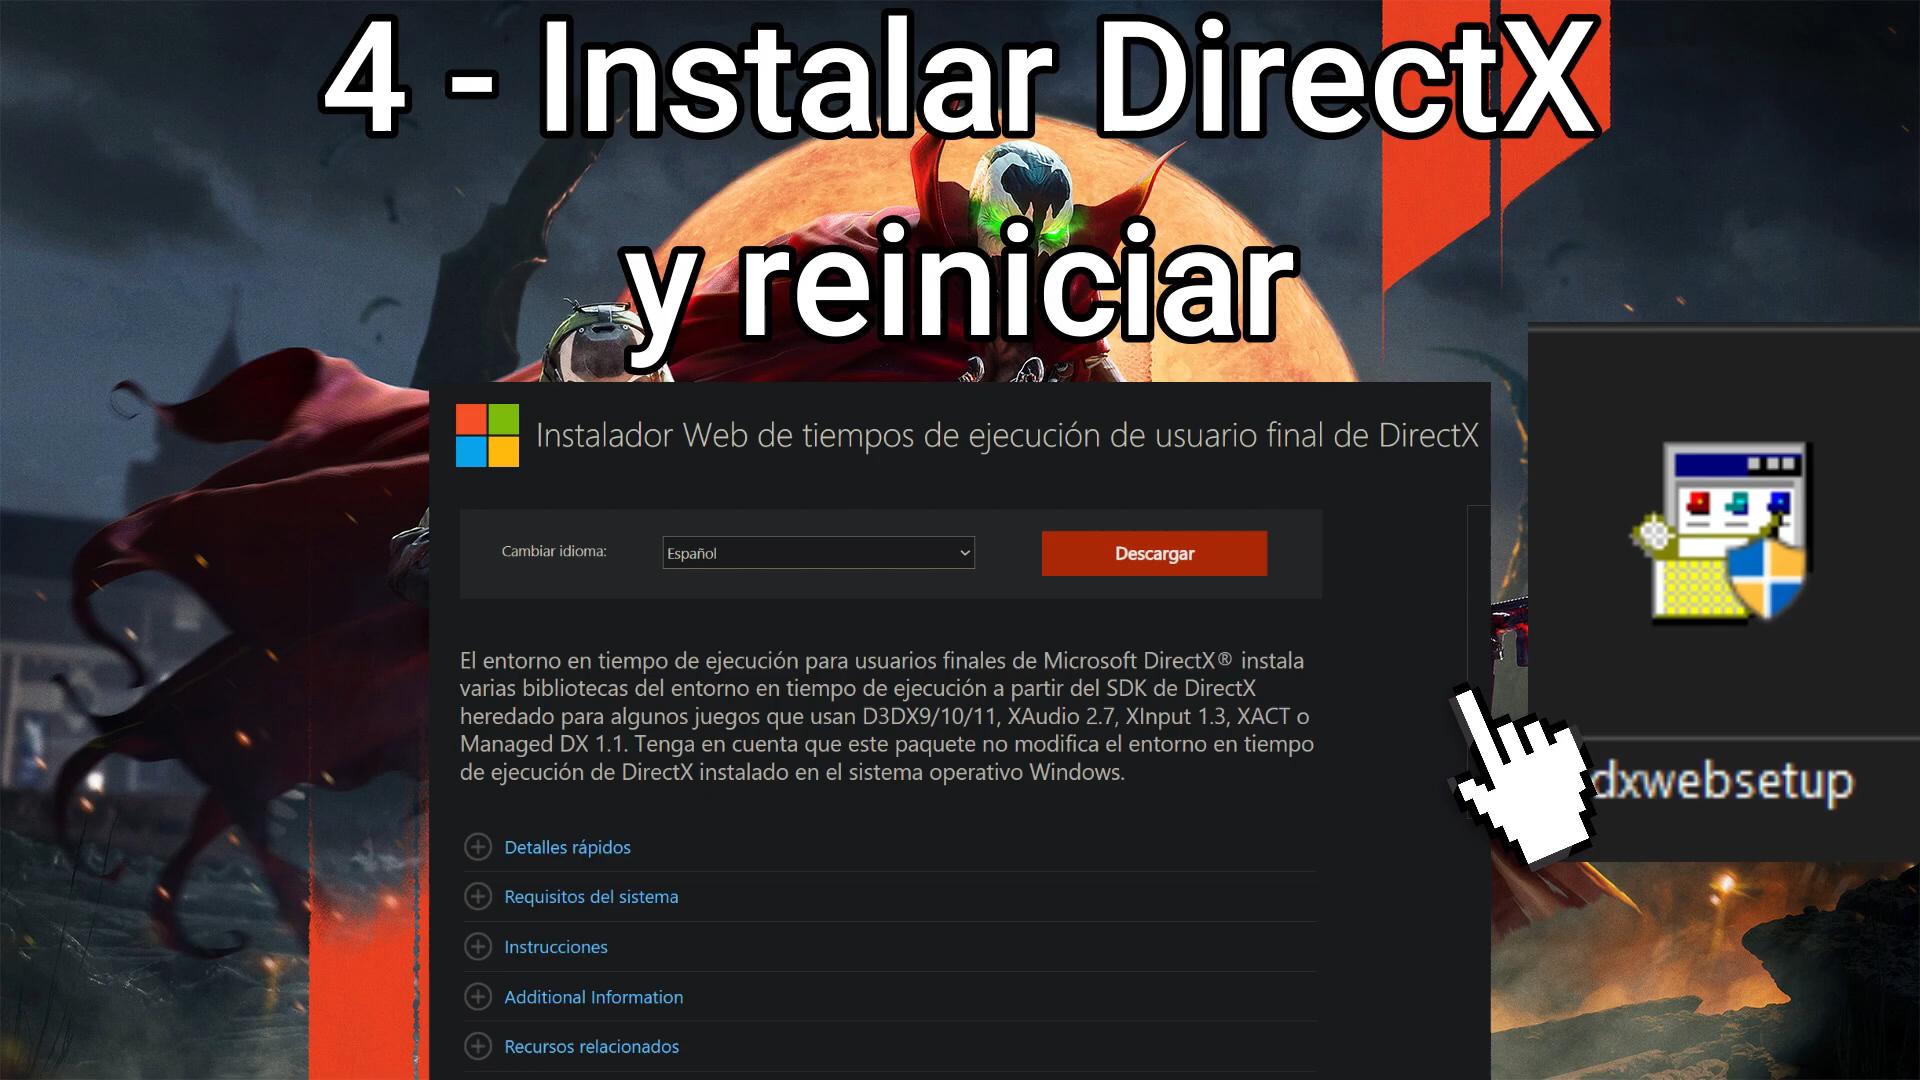 4 - Instalar DirectX
y reiniciar
Instalador Web de tiempos de ejecución de usuario final de DirectX
Cambiar idioma:
Español
Descargar
El entorno en tiempo de ejecución para usuarios finales de Microsoft DirectX® instala
varias bibliotecas del entorno en tiempo de ejecución a partir del SDK de DirectX
heredado para algunos juegos que usan D3DX9/10/11, XAudio 2.7, XInput 1.3, XACT o
Managed DX 1.1. Tenga en cuenta que este paquete no modifica el entorno en tiempo
de ejecución de DirectX instalado en el sistema operativo Windows.
Detalles rápidos
Requisitos del sistema
Instrucciones
Additional Information
Recursos relacionados
dxwebsetup